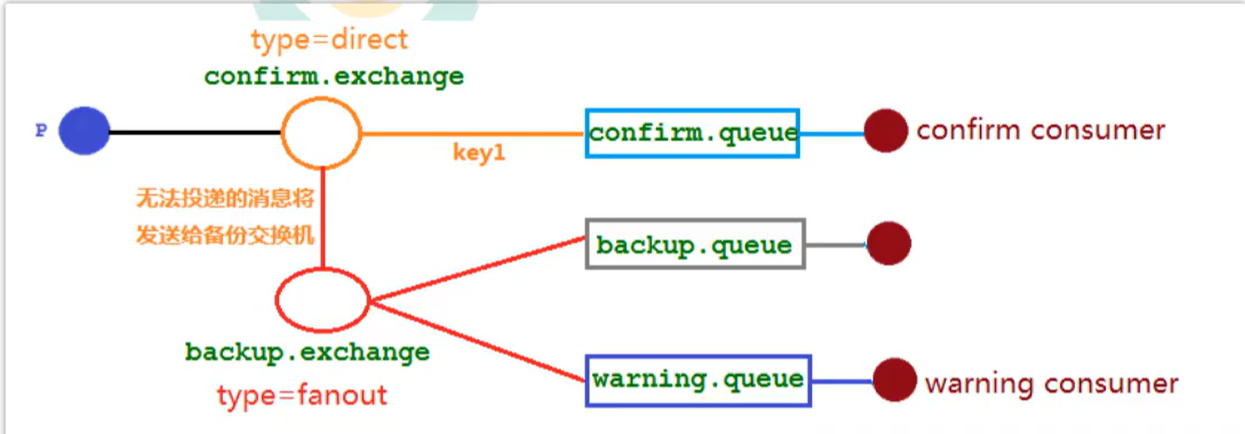 type=direct
confirm.exchange
P
confirm.queue
confirm consumer
key1
无法投递的消息将
发送给备份交换机
backup.queue
backup.exchange
type=fanout
warning.queue
warning consumer